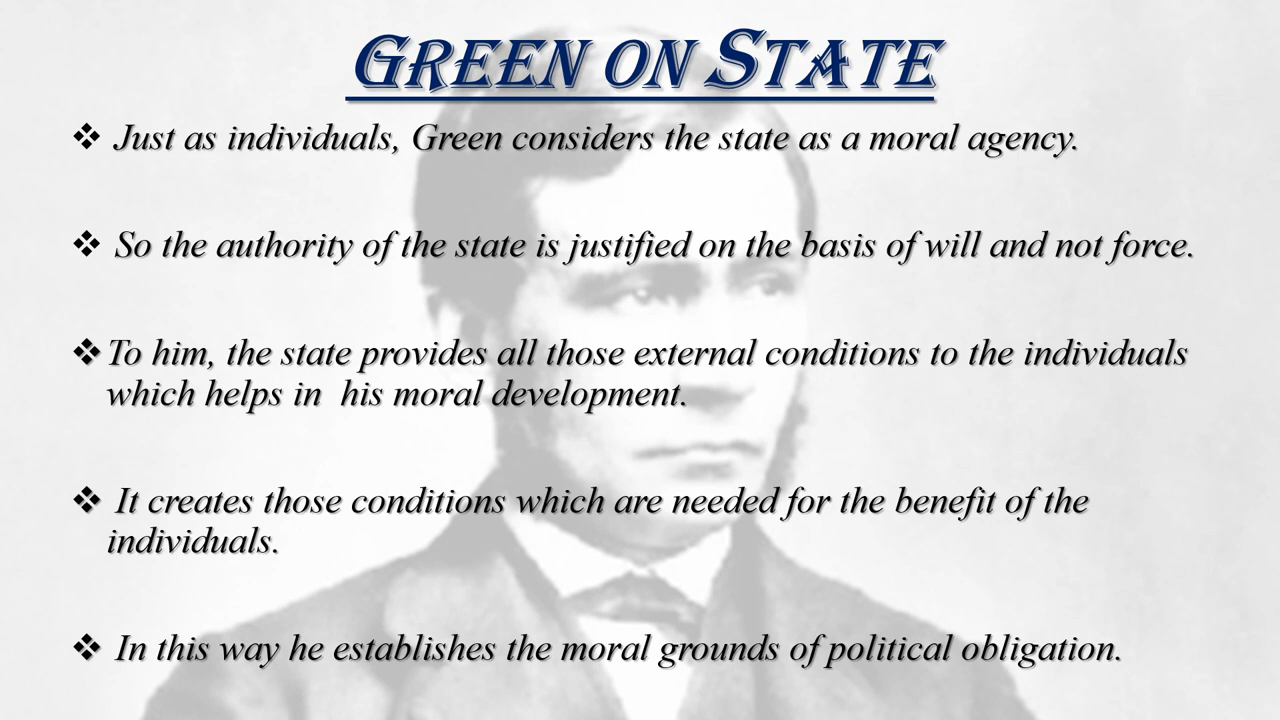 Green on State
❖ Just as individuals, Green considers the state as a moral agency.
❖ So the authority of the state is justified on the basis of will and not force.
❖ To him, the state provides all those external conditions to the individuals
which helps in his moral development.
❖ It creates those conditions which are needed for the benefit of the
individuals.
❖ In this way he establishes the moral grounds of political obligation.